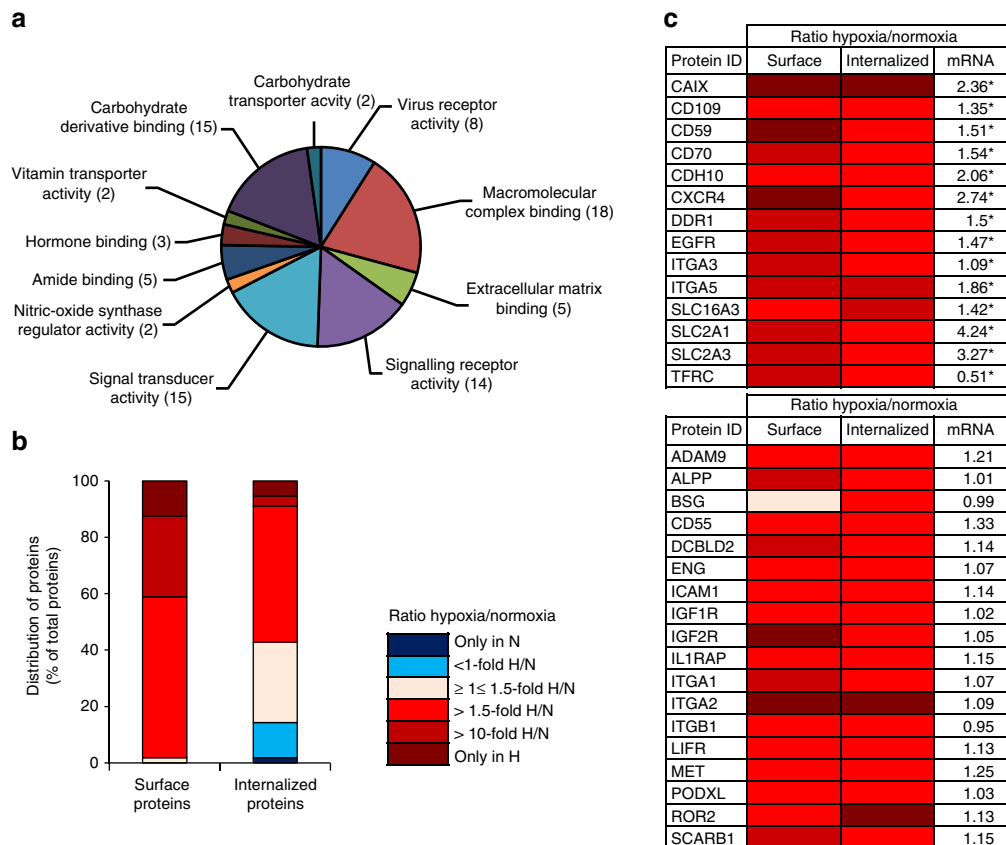 a
Carbohydrate
transporter acvity (2)
Virus receptor
activity (8)
Carbohydrate
derivative binding (15)
Vitamin transporter
activity (2)
Macromolecular
complex binding (18)
Hormone binding (3)
Amide binding (5)
Extracellular matrix
binding (5)
Nitric-oxide synthase
regulator activity (2)
Signal transducer
activity (15)
Signalling receptor
activity (14)
b
Distribution of proteins
(% of total proteins)
100
80
60
40
20
0
Surface
proteins
Internalized
proteins
Ratio hypoxia/normoxia
Only in N
<1-fold H/N
≥ 1≤ 1.5-fold H/N
> 1.5-fold H/N
> 10-fold H/N
Only in H
c
Ratio hypoxia/normoxia
Protein ID Surface Internalized mRNA
CAIX 2.36*
CD109 1.35*
CD59 1.51*
CD70 1.54*
CDH10 2.06*
CXCR4 2.74*
DDR1 1.5*
EGFR 1.47*
ITGA3 1.09*
ITGA5 1.86*
SLC16A3 1.42*
SLC2A1 4.24*
SLC2A3 3.27*
TFRC 0.51*
Ratio hypoxia/normoxia
Protein ID Surface Internalized mRNA
ADAM9 1.21
ALPP 1.01
BSG 0.99
CD55 1.33
DCBLD2 1.14
ENG 1.07
ICAM1 1.14
IGF1R 1.02
IGF2R 1.05
IL1RAP 1.15
ITGA1 1.07
ITGA2 1.09
ITGB1 0.95
LIFR 1.13
MET 1.25
PODXL 1.03
ROR2 1.13
SCARB1 1.15